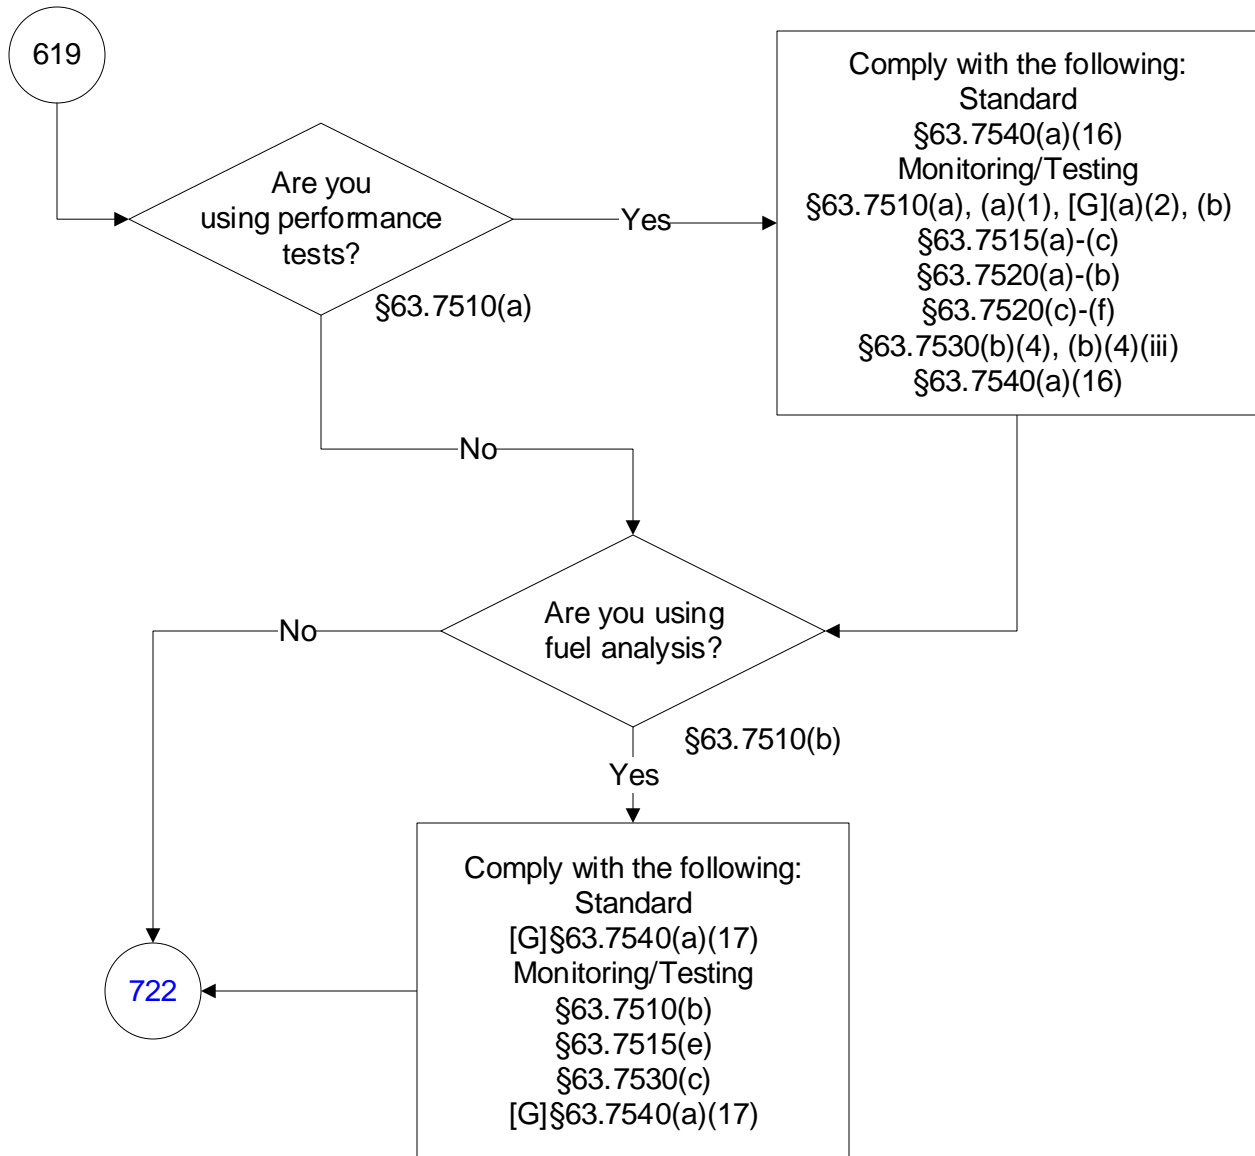 619
Are you
using performance
tests?
§63.7510(a)
Yes
Comply with the following:
Standard
§63.7540(a)(16)
Monitoring/Testing
§63.7510(a), (a)(1), [G](a)(2), (b)
§63.7515(a)-(c)
§63.7520(a)-(b)
§63.7520(c)-(f)
§63.7530(b)(4), (b)(4)(iii)
§63.7540(a)(16)
No
Are you using
fuel analysis?
§63.7510(b)
No
Yes
Comply with the following:
Standard
[G]§63.7540(a)(17)
Monitoring/Testing
§63.7510(b)
§63.7515(e)
§63.7530(c)
[G]§63.7540(a)(17)
722